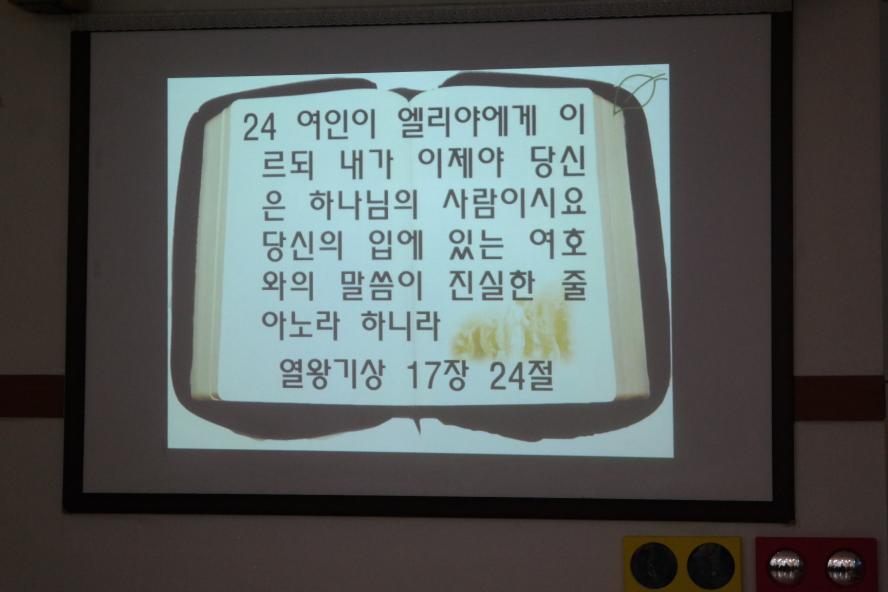 24 여인이 엘리야에게 이
르되 내가 이제야 당신
은 하나님의 사람이시요
당신의 입에 있는 여호
와의 말씀이 진실한 줄
아노라 하니라
열왕기상 17장 24절